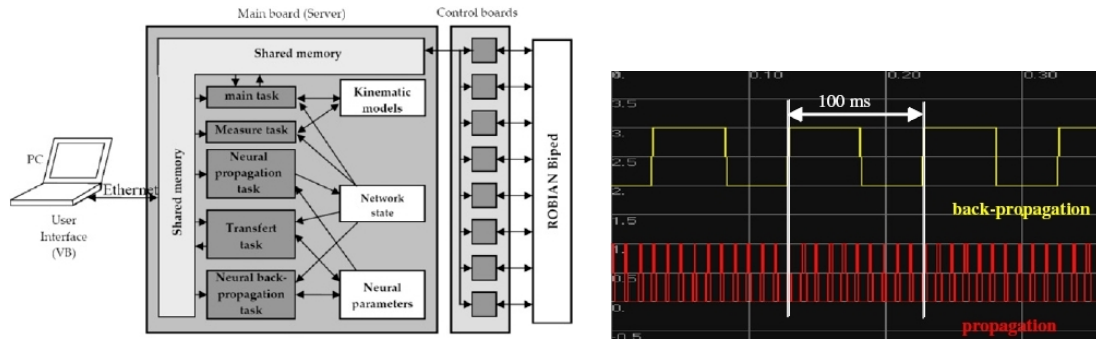 Main board (Server)
Control boards
Shared memory
Shared memory
main task
Measure task
Neural
propagation
task
Transfert
task
Neural back-
propagation
task
Kinematic
models
Network
state
Neural
parameters
PC
Ethernet
User
Interface
(VB)
ROBIAN Biped
0.
0.10
0.20
0.30
3.5
100 ms
3.
2.5
2.
back-propagation
1.5
1.0
0.5
0.
propagation
-0.5